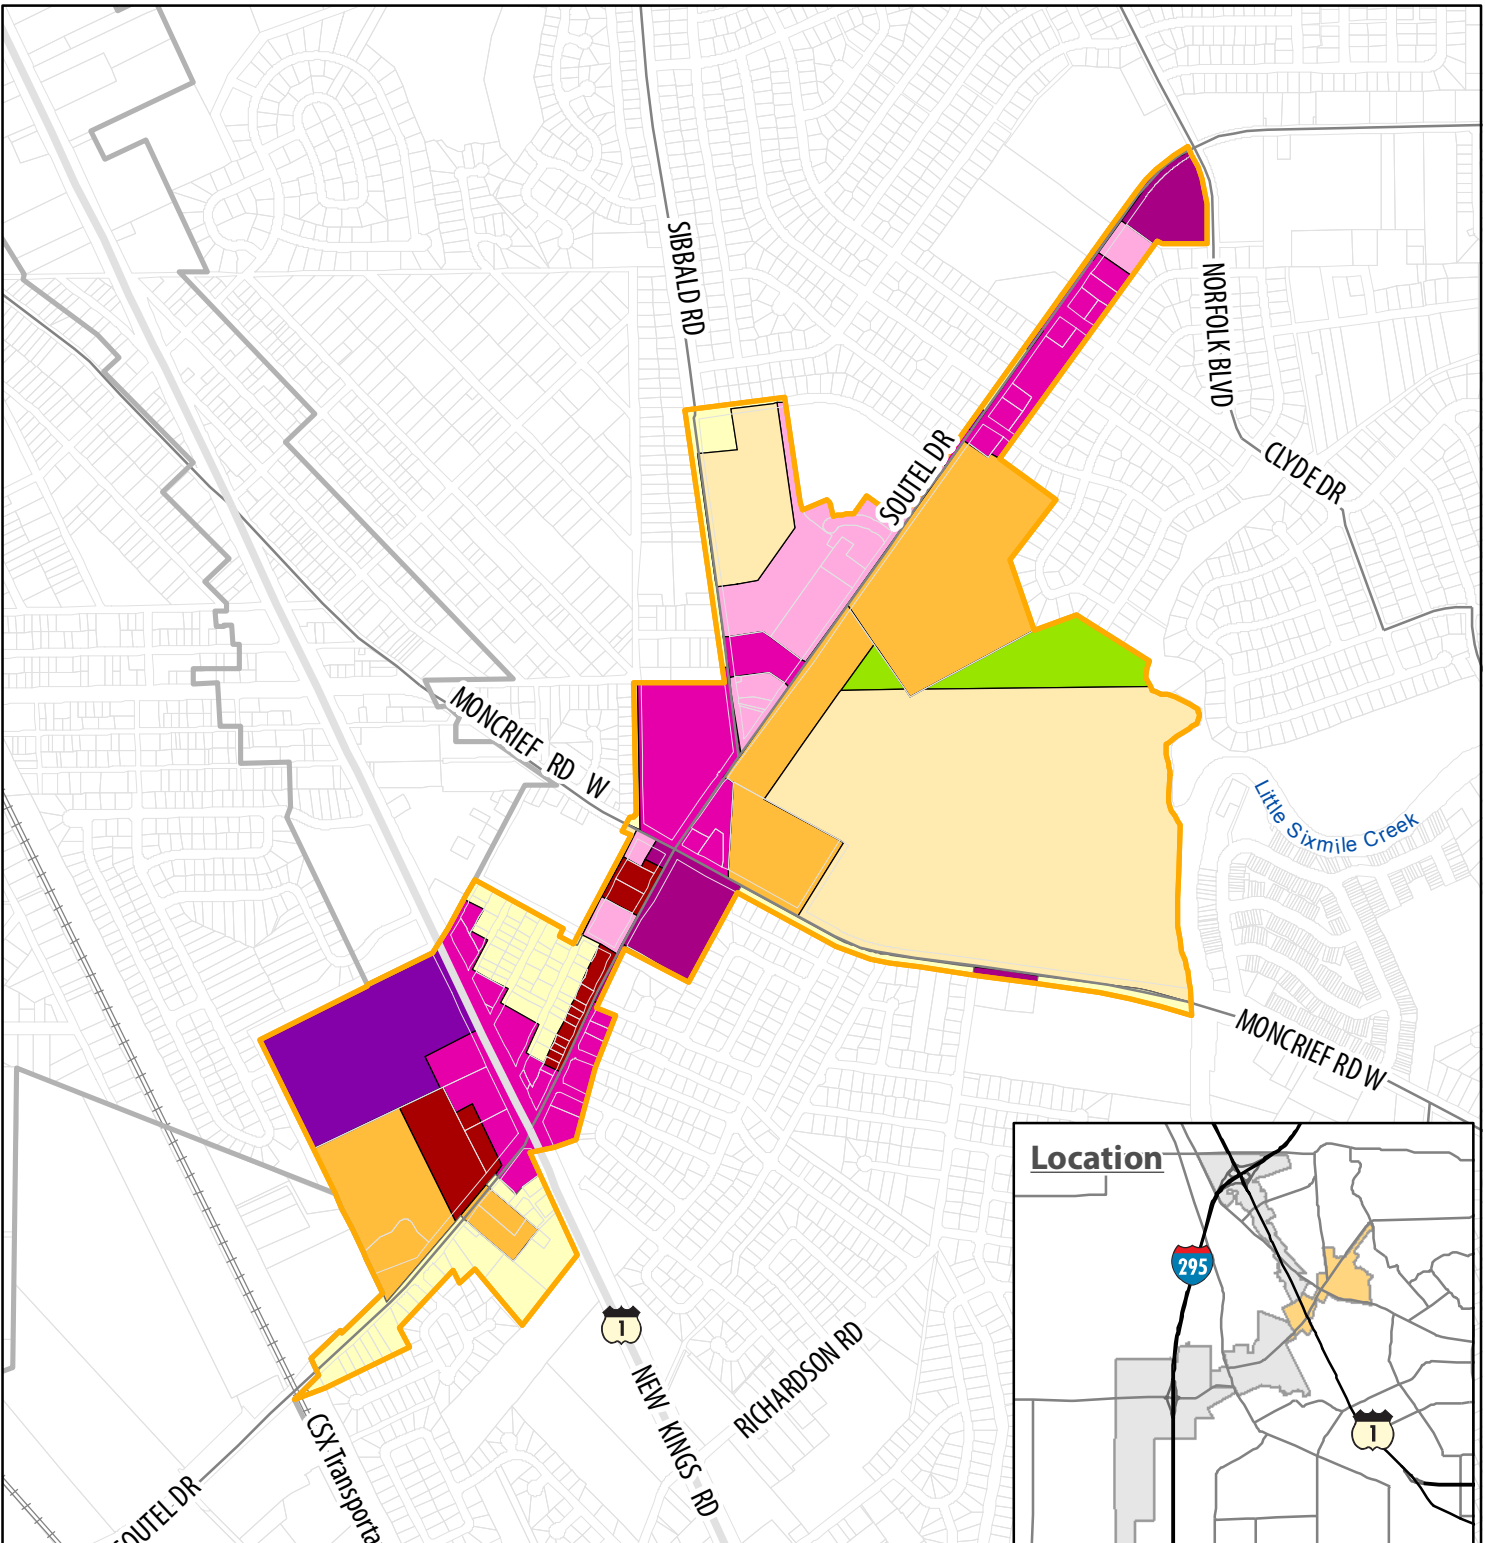 SIBBALD RD
NORFOLK BLVD
SOUTEL DR
CLYDE DR
MONCRIEF RD W
Little Sixmile Creek
MONCRIEF RD W
Location
295
1
1
NEW KINGS RD
RICHARDSON RD
CSX Transporta
OUTEL DR